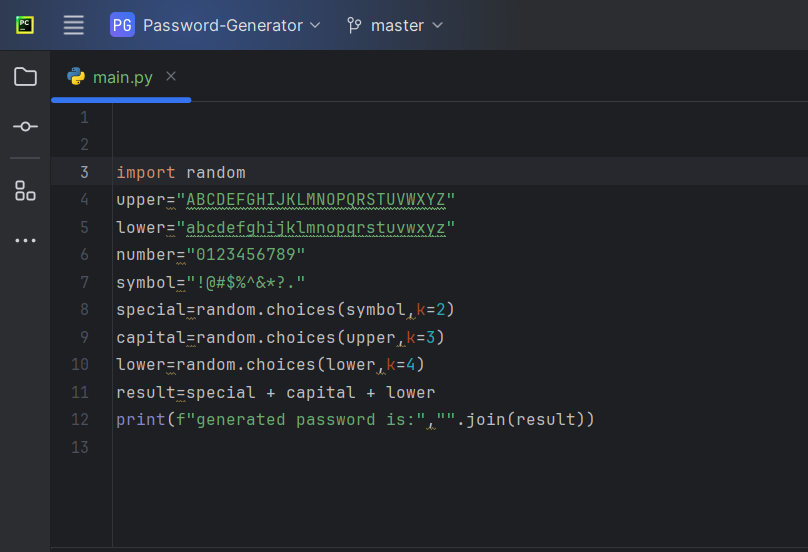 PC PG Password-Generator master
main.py
1
2
3 import random
4 upper="ABCDEFGHIJKLMNOPQRSTUVWXYZ"
5 lower="abcdefghijklmnopqrstuvwxyz"
6 number="0123456789"
7 symbol="!@#$%^&*?."
8 special=random.choices(symbol,k=2)
9 capital=random.choices(upper,k=3)
10 lower=random.choices(lower,k=4)
11 result=special + capital + lower
12 print(f"generated password is:","".join(result))
13